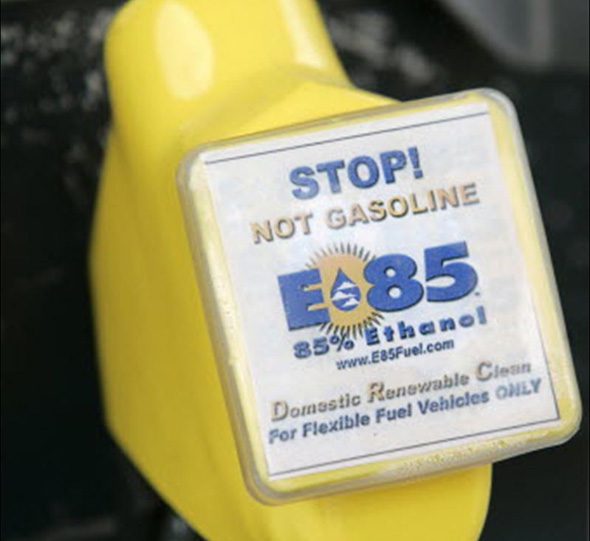 STOP!
NOT GASOLINE
E85
85% Ethanol
www.E85Fuel.com
Domestic Renewable Clean
For Flexible Fuel Vehicles ONLY